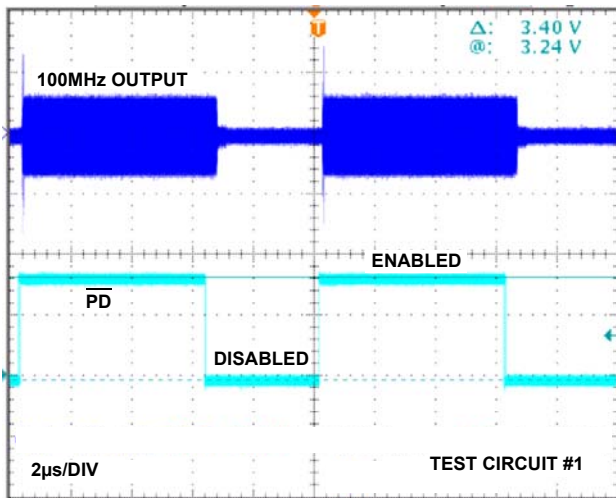 T
Δ: 3.40 V
@: 3.24 V
100MHz OUTPUT
ENABLED
PD
DISABLED
2µs/DIV
TEST CIRCUIT #1